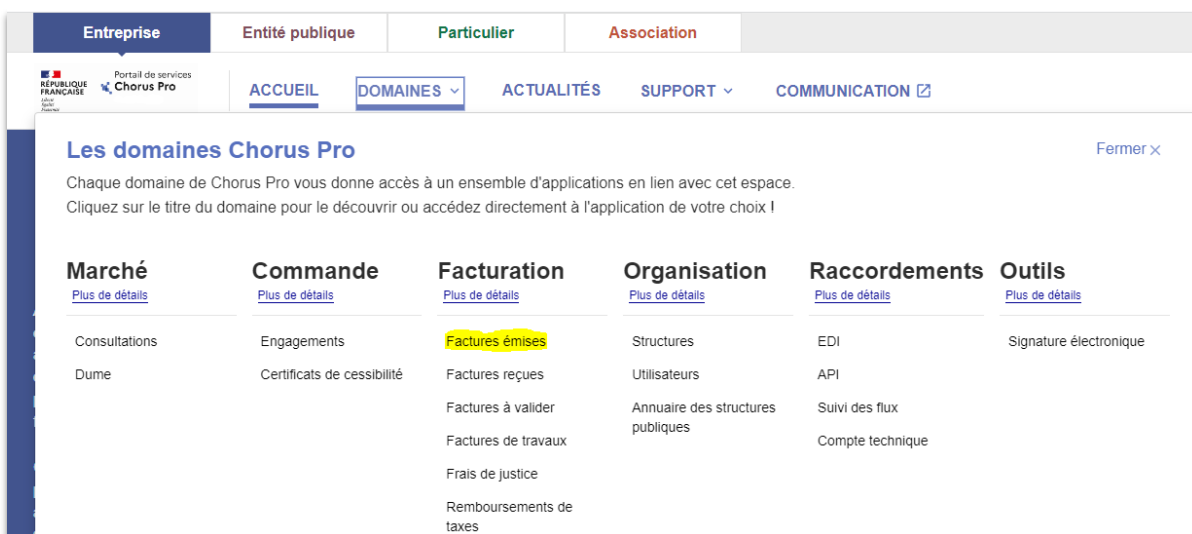 Entreprise
Entité publique
Particulier
Association
RÉPUBLIQUE
FRANÇAISE
Liberté
Égalité
Fraternité
Portail de services
Chorus Pro
ACCUEIL
DOMAINES
ACTUALITÉS
SUPPORT
COMMUNICATION
Les domaines Chorus Pro
Fermer ×
Chaque domaine de Chorus Pro vous donne accès à un ensemble d'applications en lien avec cet espace.
Cliquez sur le titre du domaine pour le découvrir ou accédez directement à l'application de votre choix !
Marché
Plus de détails
Consultations
Dume
Commande
Plus de détails
Engagements
Certificats de cessibilité
Facturation
Plus de détails
Factures émises
Factures reçues
Factures à valider
Factures de travaux
Frais de justice
Remboursements de
taxes
Organisation
Plus de détails
Structures
Utilisateurs
Annuaire des structures
publiques
Raccordements
Plus de détails
EDI
API
Suivi des flux
Compte technique
Outils
Plus de détails
Signature électronique